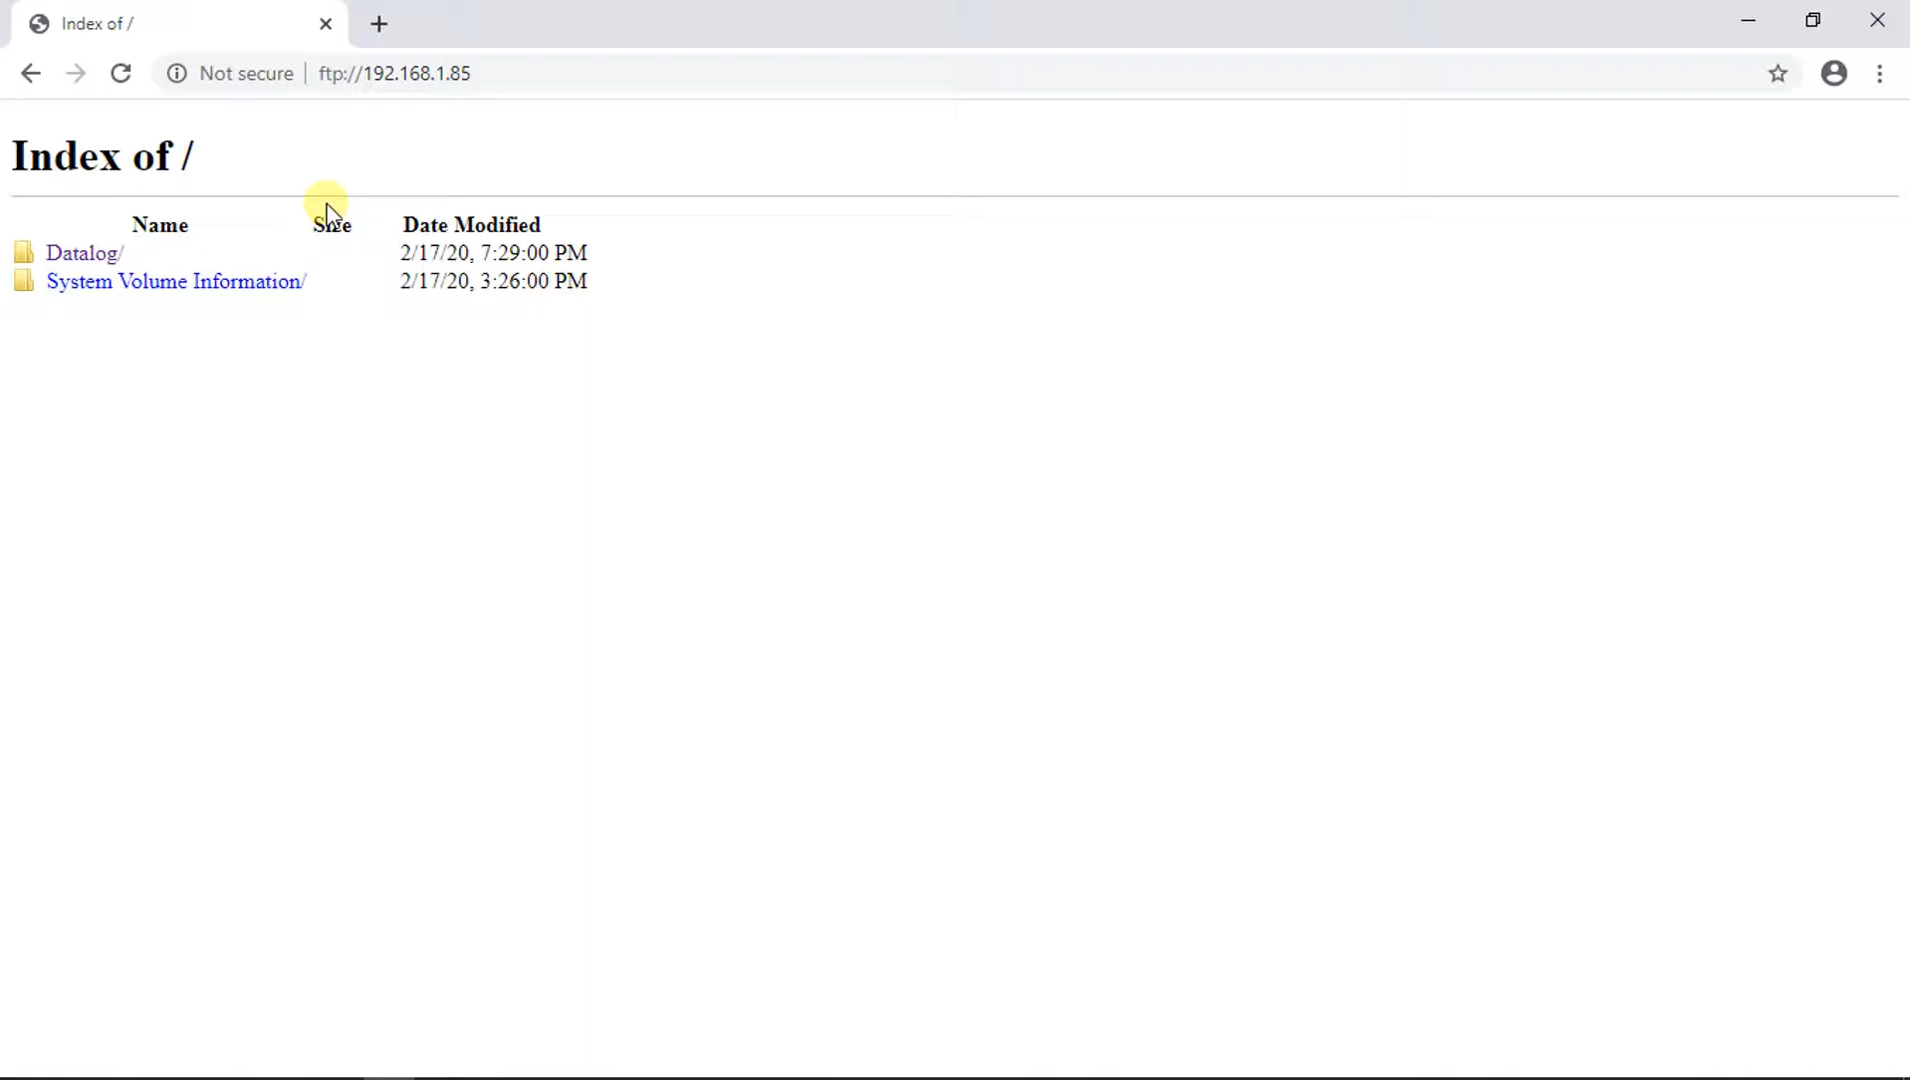 Index of /
Not secure | ftp://192.168.1.85
Index of /
Name Size Date Modified
Datalog/ 2/17/20, 7:29:00 PM
System Volume Information/ 2/17/20, 3:26:00 PM